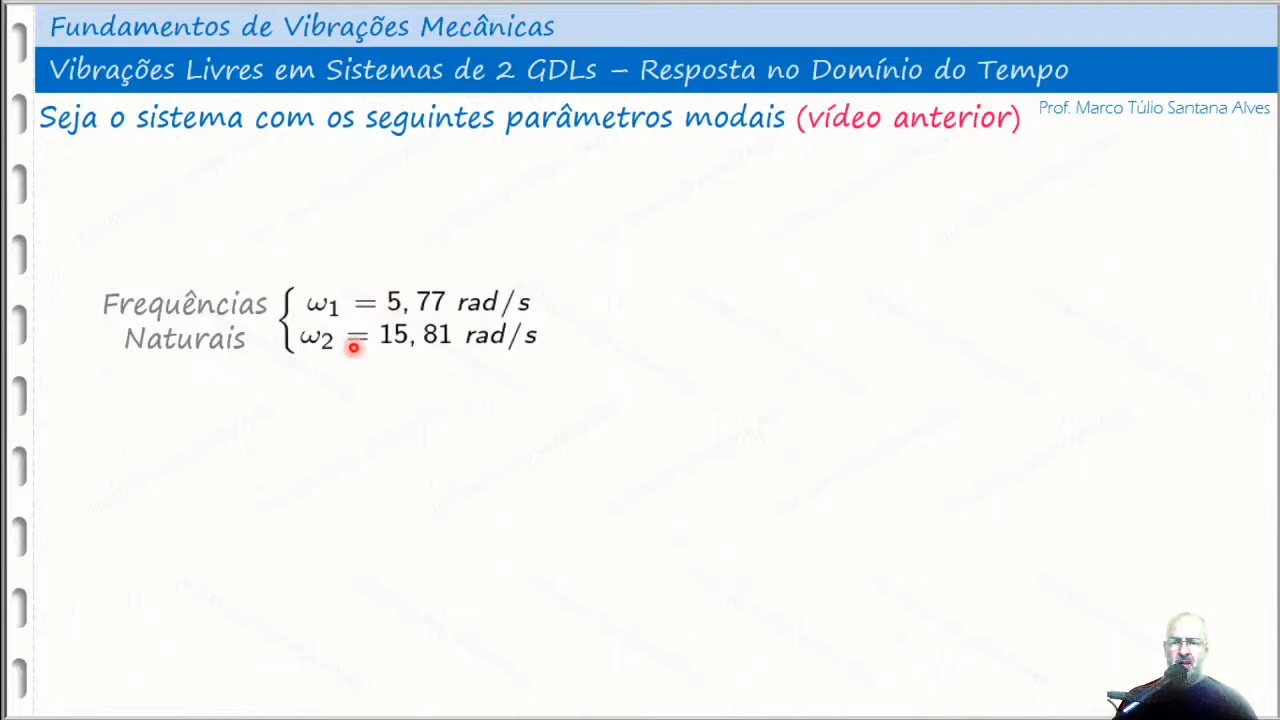 Fundamentos de Vibrações Mecânicas
Vibrações Livres em Sistemas de 2 GDLs – Resposta no Domínio do Tempo
Seja o sistema com os seguintes parâmetros modais (vídeo anterior)
Prof. Marco Túlio Santana Alves
Frequências
Naturais
ω₁ = 5,77 rad/s
ω₂ = 15,81 rad/s